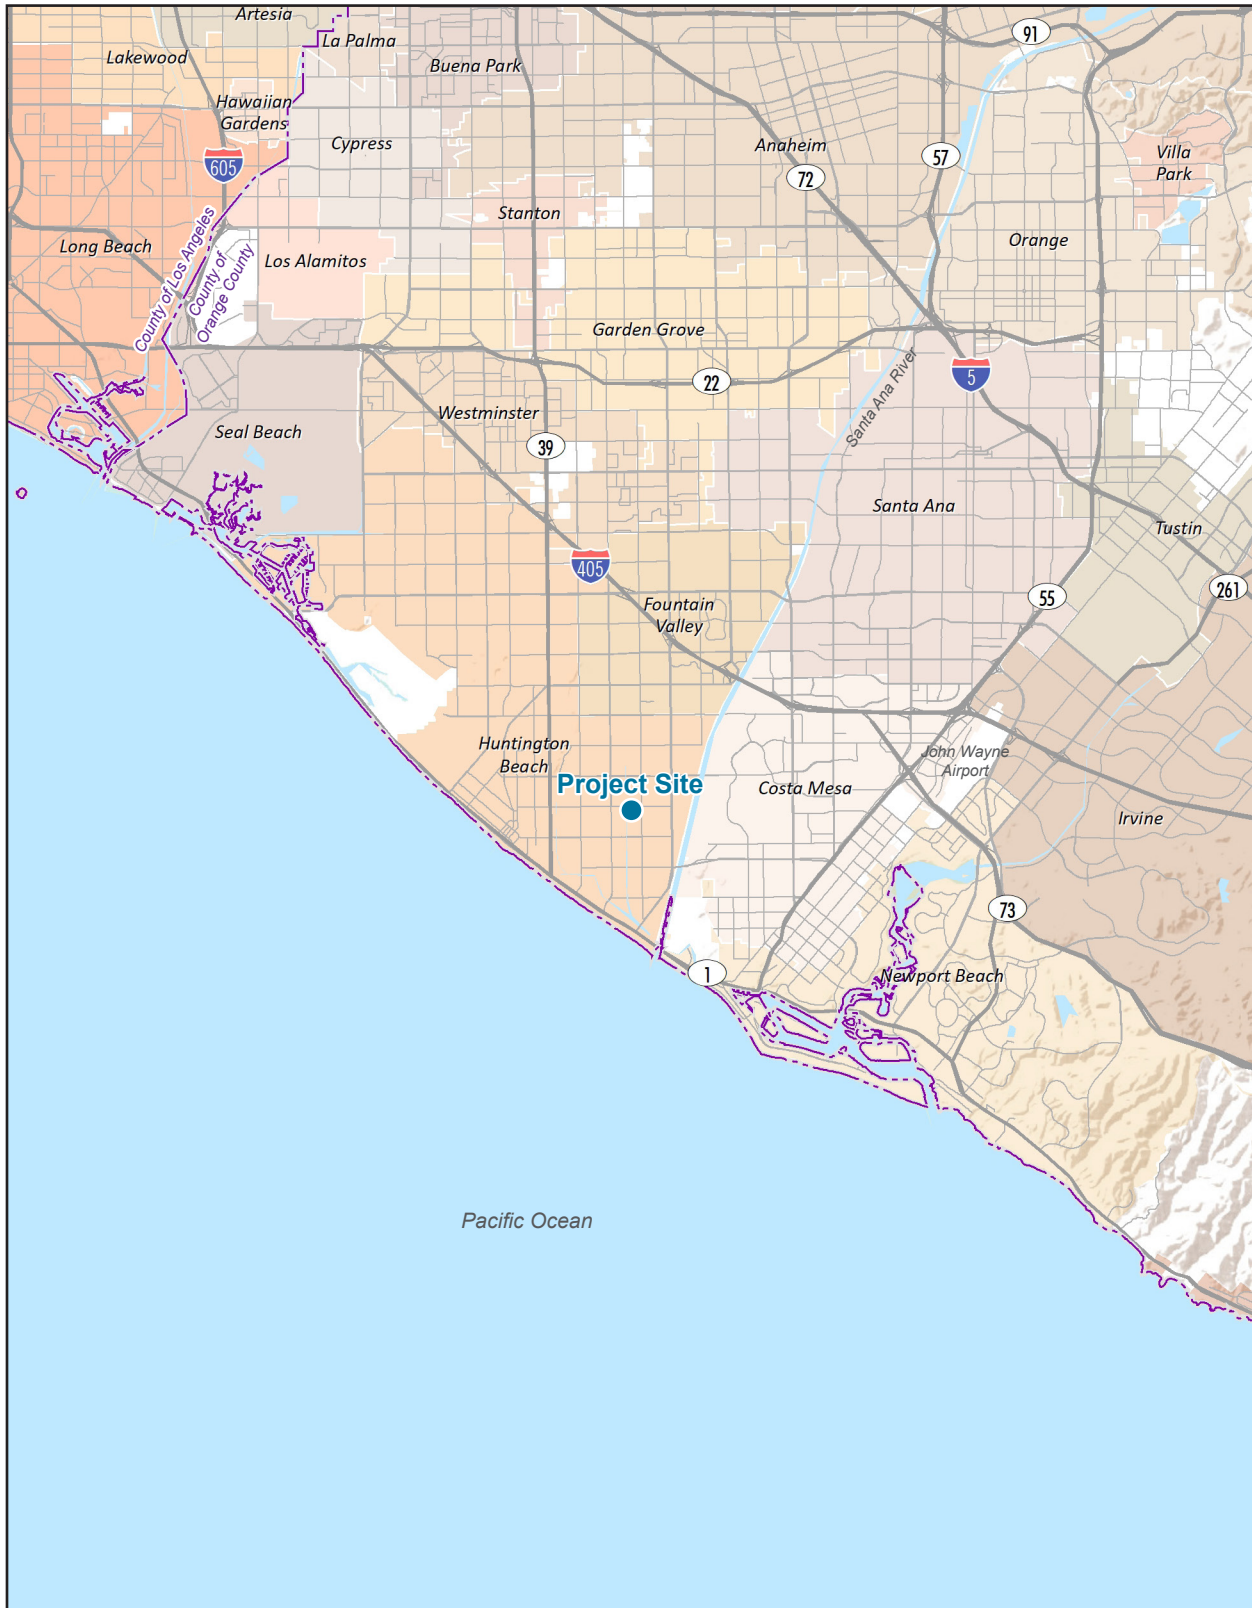 Artesia
La Palma
Lakewood
Buena Park
91
Hawaiian
Gardens
Cypress
Anaheim
57
Villa
Park
605
72
Stanton
Long Beach
Los Alamitos
Orange
County of Los Angeles
County of
Orange County
Garden Grove
22
5
Santa Ana River
Westminster
Seal Beach
39
Santa Ana
Tustin
405
261
55
Fountain
Valley
Huntington
Beach
John Wayne
Airport
Project Site
Costa Mesa
Irvine
73
1
Newport Beach
Pacific Ocean